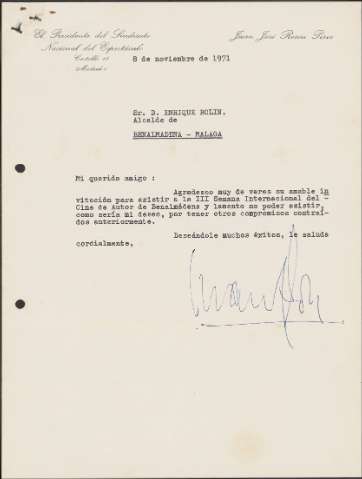 El Presidente del Sindicato
Nacional del Espectáculo
Castelló 18
Madrid-1
Juan José Rosón Pérez
8 de noviembre de 1971
Sr. D. ENRIQUE BOLIN.
Alcalde de
BENALMADENA - MALAGA
Mi querido amigo :
Agradezco muy de veras su amable in
vitación para asistir a la III Semana Internacional del -
Cine de Autor de Benalmádena y lamento no poder asistir,
como sería mi deseo, por tener otros compromisos contraí-
dos anteriormente.
Deseándole muchos éxitos, le saluda
cordialmente,